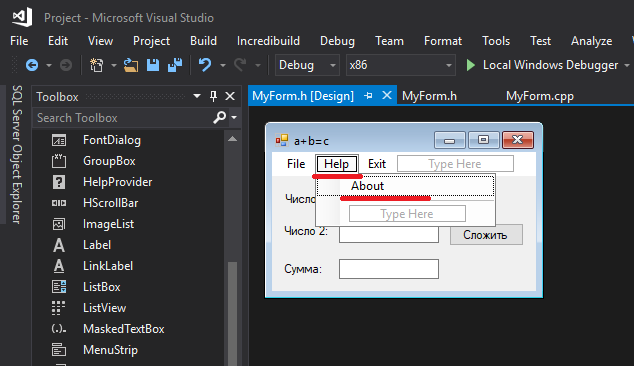 Project - Microsoft Visual Studio
File Edit View Project Build Incredibuild Debug Team Format Tools Test Analyze
Debug x86 Local Windows Debugger
SQL Server Object Explorer
Toolbox
Search Toolbox
FontDialog
GroupBox
HelpProvider
HScrollBar
ImageList
Label
LinkLabel
ListBox
ListView
MaskedTextBox
MenuStrip
MyForm.h [Design] MyForm.h MyForm.cpp
a+b=c
File Help Exit Type Here
About
Type Here
Число 2: Сложить
Сумма: